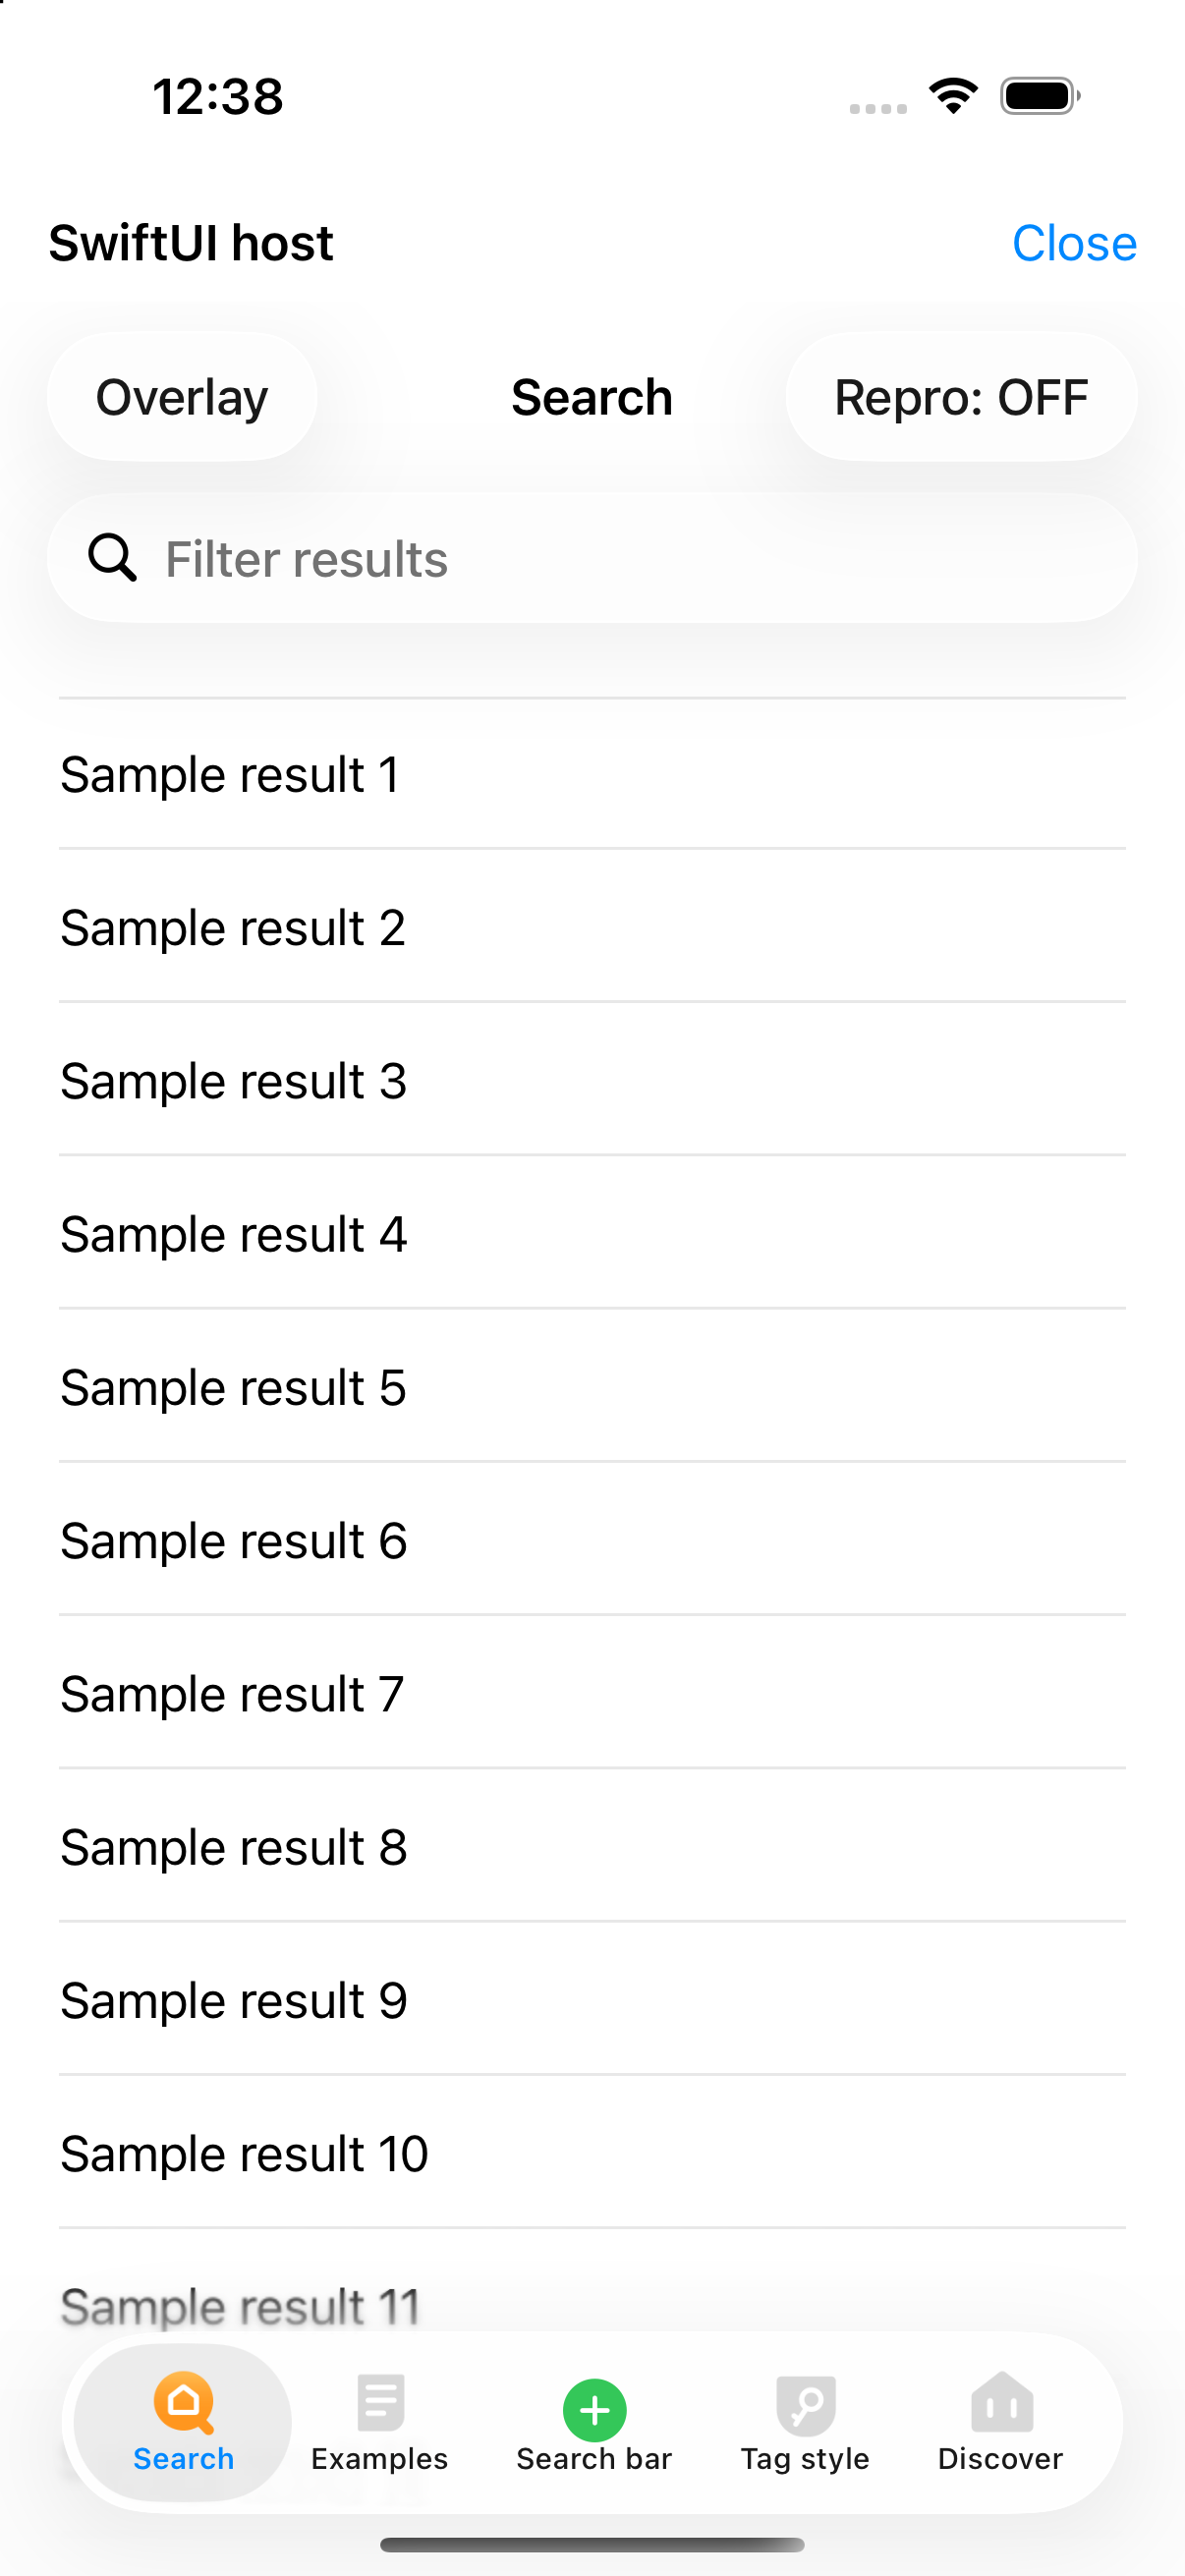 12:38
SwiftUI host
Close
Overlay
Search
Repro: OFF
Filter results
Sample result 1
Sample result 2
Sample result 3
Sample result 4
Sample result 5
Sample result 6
Sample result 7
Sample result 8
Sample result 9
Sample result 10
Sample result 11
Search
Examples
Search bar
Tag style
Discover